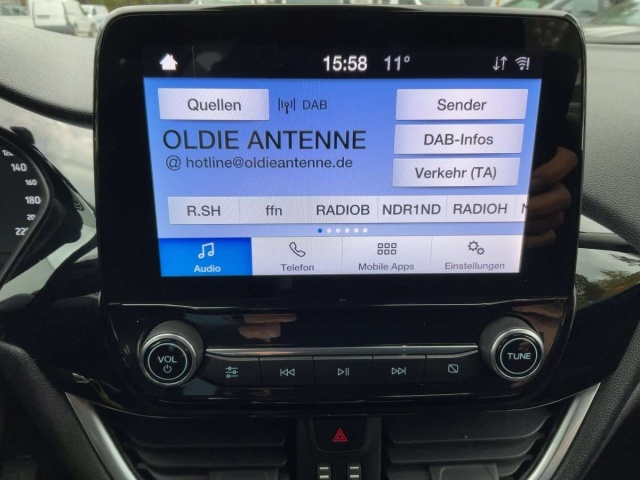 15:58 11°
Quellen DAB Sender
OLDIE ANTENNE DAB-Infos
@ hotline@oldieantenne.de
Verkehr (TA)
R.SH ffn RADIOB NDR1ND RADIOH
Audio Telefon Mobile Apps Einstellungen
VOL TUNE
140
160
180
200